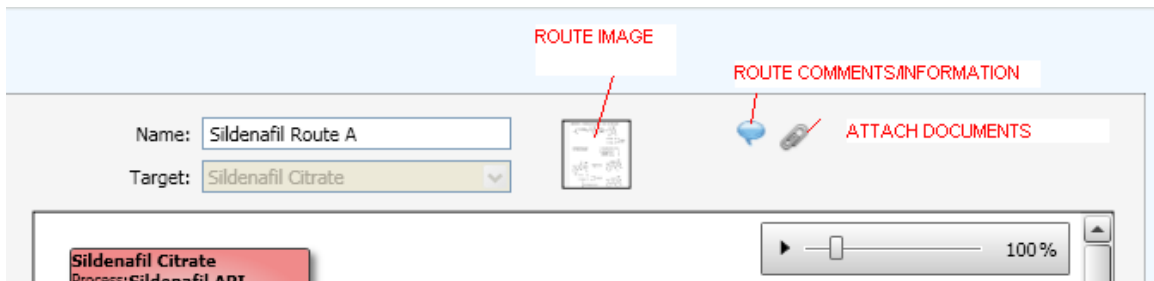 ROUTE IMAGE
ROUTE COMMENTS/INFORMATION
ATTACH DOCUMENTS
Name: Sildenafil Route A
Target: Sildenafil Citrate
100%
Sildenafil Citrate
Process:Sildenafil API